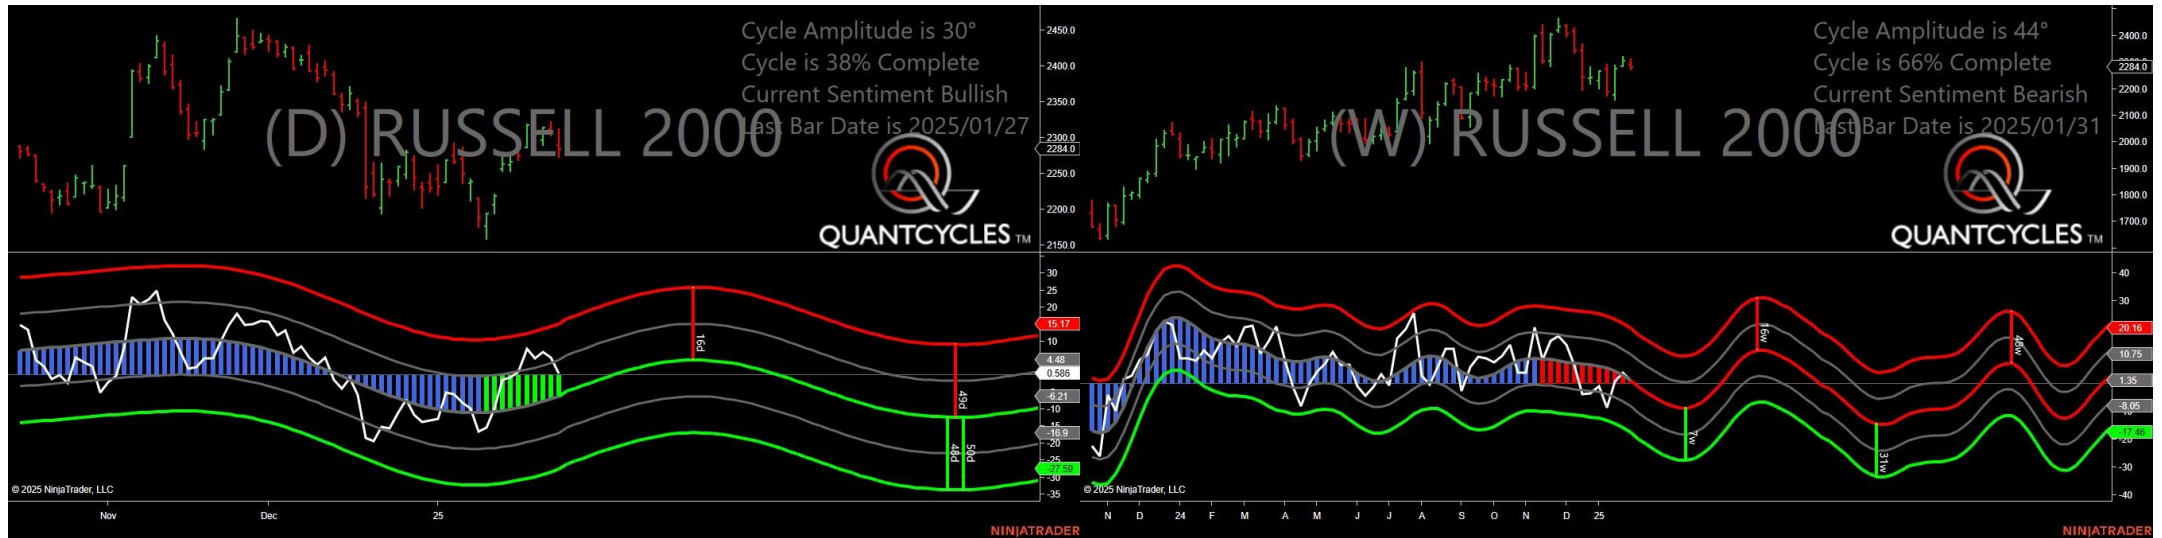 Cycle Amplitude is 30°
Cycle is 38% Complete
Current Sentiment Bullish
Last Bar Date is 2025/01/27
(D) RUSSELL 2000
QUANTCYCLES TM
2450.0
2400.0
2350.0
2300.0
2284.0
2250.0
2200.0
2150.0
30
25
20
15.17
10
4.48
0.586
-6.21
-10
-15
-16.9
-20
-25
-27.59
-30
-35
16d
49d
48d
50d
© 2025 NinjaTrader, LLC
Nov
Dec
25
NINJATRADER
Cycle Amplitude is 44°
Cycle is 66% Complete
Current Sentiment Bearish
Last Bar Date is 2025/01/31
(W) RUSSELL 2000
QUANTCYCLES TM
2400.0
2284.0
2200.0
2100.0
2000.0
1900.0
1800.0
1700.0
40
30
20.16
10.75
1.35
-8.05
-17.46
-20
-30
-40
16w
48w
7w
31w
© 2025 NinjaTrader, LLC
N D 24 F M A M J J A S O N D 25
NINJATRADER